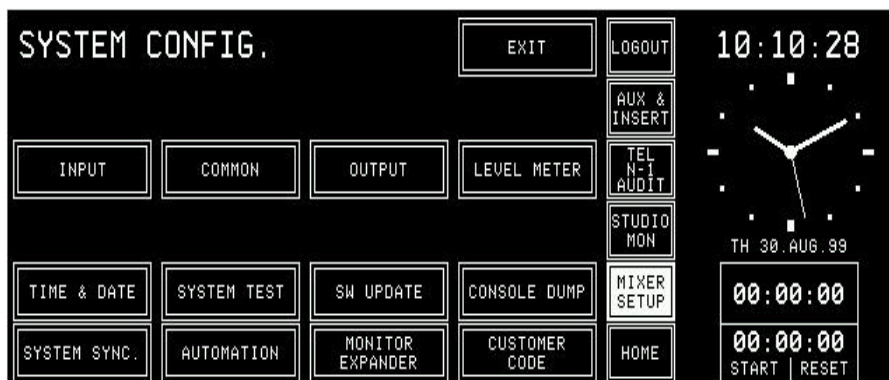 SYSTEM CONFIG.
EXIT
LOGOUT
10:10:28
AUX &
INSERT
INPUT
COMMON
OUTPUT
LEVEL METER
TEL
N-1
AUDIT
STUDIO
MON
TH 30.AUG.99
TIME & DATE
SYSTEM TEST
SW UPDATE
CONSOLE DUMP
MIXER
SETUP
00:00:00
SYSTEM SYNC.
AUTOMATION
MONITOR
EXPANDER
CUSTOMER
CODE
HOME
00:00:00
START
RESET